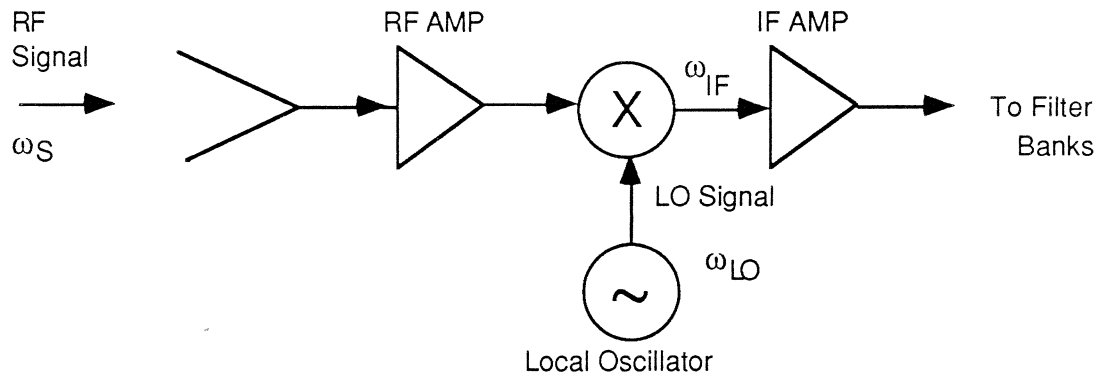 RF
Signal
ωS
RF AMP
X
ωIF
IF AMP
To Filter
Banks
LO Signal
ωLO
~
Local Oscillator